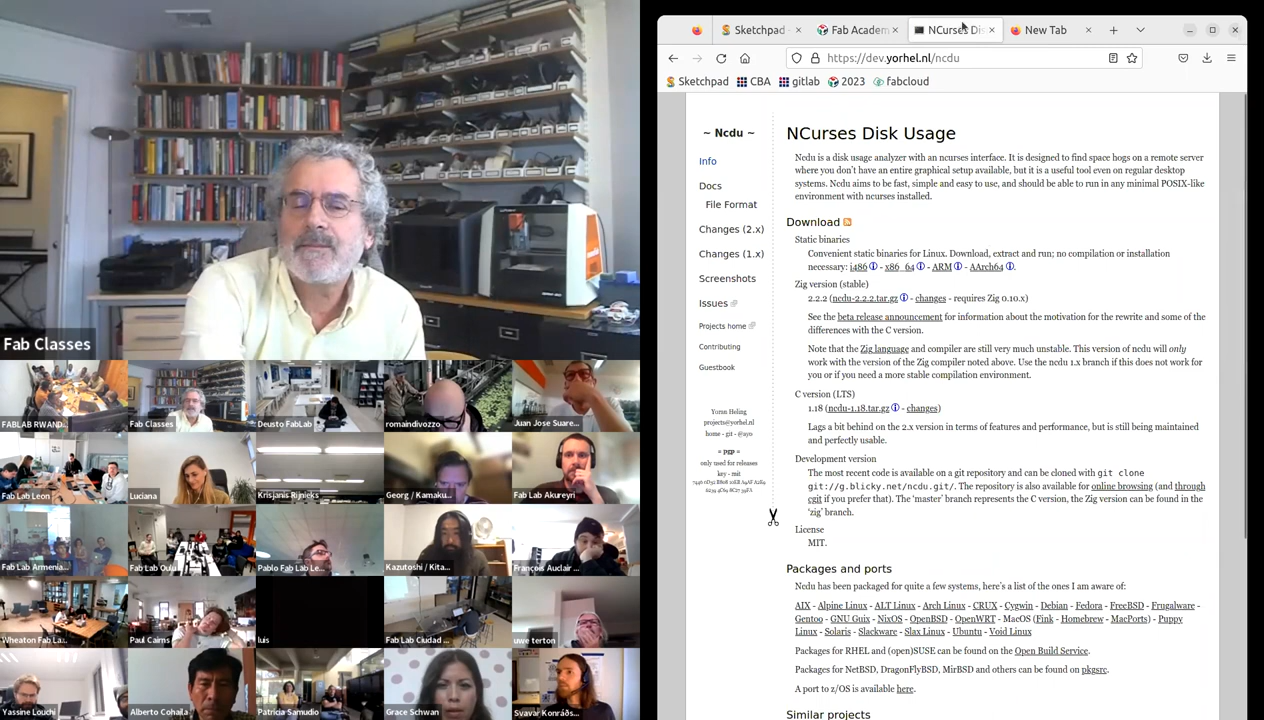 Fab Classes
FABLAB RWAND...
Fab Classes
Deusto FabLab
romaindivozzo
Juan Jose Suare...
Fab Lab Leon
Luciana
Krisjanis Rijnieks
Georg / Kamaku...
Fab Lab Akureyri
Fab Lab Armenia...
Fab Lab Oulu
Pablo Fab Lab Le...
Kazutoshi / Kita...
François Auclair ...
Wheaton Fab La...
Paul Cairns
luis
Fab Lab Ciudad ...
uwe terton
Yassine Louchi
Alberto Cohaila
Patricia Samudio
Grace Schwan
Svavar Konráðs...
Sketchpad
Fab Academ
NCurses Dis
New Tab
https://dev.yorhel.nl/ncdu
Sketchpad CBA gitlab 2023 fabcloud
~ Ncdu ~
Info
Docs
File Format
Changes (2.x)
Changes (1.x)
Screenshots
Issues
Projects home
Contributing
Guestbook
Yoran Heling
projects@yorhel.nl
home - git - @ayo
= pgp =
only used for releases
key - mit
NCurses Disk Usage
Ncdu is a disk usage analyzer with an ncurses interface. It is designed to find space hogs on a remote server
where you don't have an entire graphical setup available, but it is a useful tool even on regular desktop
systems. Ncdu aims to be fast, simple and easy to use, and should be able to run in any minimal POSIX-like
environment with ncurses installed.
Download
Static binaries
Convenient static binaries for Linux. Download, extract and run; no compilation or installation
necessary: i486 - x86_64 - ARM - AArch64.
Zig version (stable)
2.2.2 (ncdu-2.2.2.tar.gz - changes - requires Zig 0.10.x)
See the beta release announcement for information about the motivation for the rewrite and some of the
differences with the C version.
Note that the Zig language and compiler are still very much unstable. This version of ncdu will only
work with the version of the Zig compiler noted above. Use the ncdu 1.x branch if this does not work for
you or if you need a more stable compilation environment.
C version (LTS)
1.18 (ncdu-1.18.tar.gz - changes)
Lags a bit behind on the 2.x version in terms of features and performance, but is still being maintained
and perfectly usable.
Development version
The most recent code is available on a git repository and can be cloned with git clone
git://g.blicky.net/ncdu.git/. The repository is also available for online browsing (and through
cgit if you prefer that). The 'master' branch represents the C version, the Zig version can be found in the
'zig' branch.
License
MIT.
Packages and ports
Ncdu has been packaged for quite a few systems, here's a list of the ones I am aware of:
AIX - Alpine Linux - ALT Linux - Arch Linux - CRUX - Cygwin - Debian - Fedora - FreeBSD - Frugalware -
Gentoo - GNU Guix - NixOS - OpenBSD - OpenWRT - MacOS (Fink - Homebrew - MacPorts) - Puppy
Linux - Solaris - Slackware - Slax Linux - Ubuntu - Void Linux
Packages for RHEL and (open)SUSE can be found on the Open Build Service.
Packages for NetBSD, DragonFlyBSD, MirBSD and others can be found on pkgsrc.
A port to z/OS is available here.
Similar projects